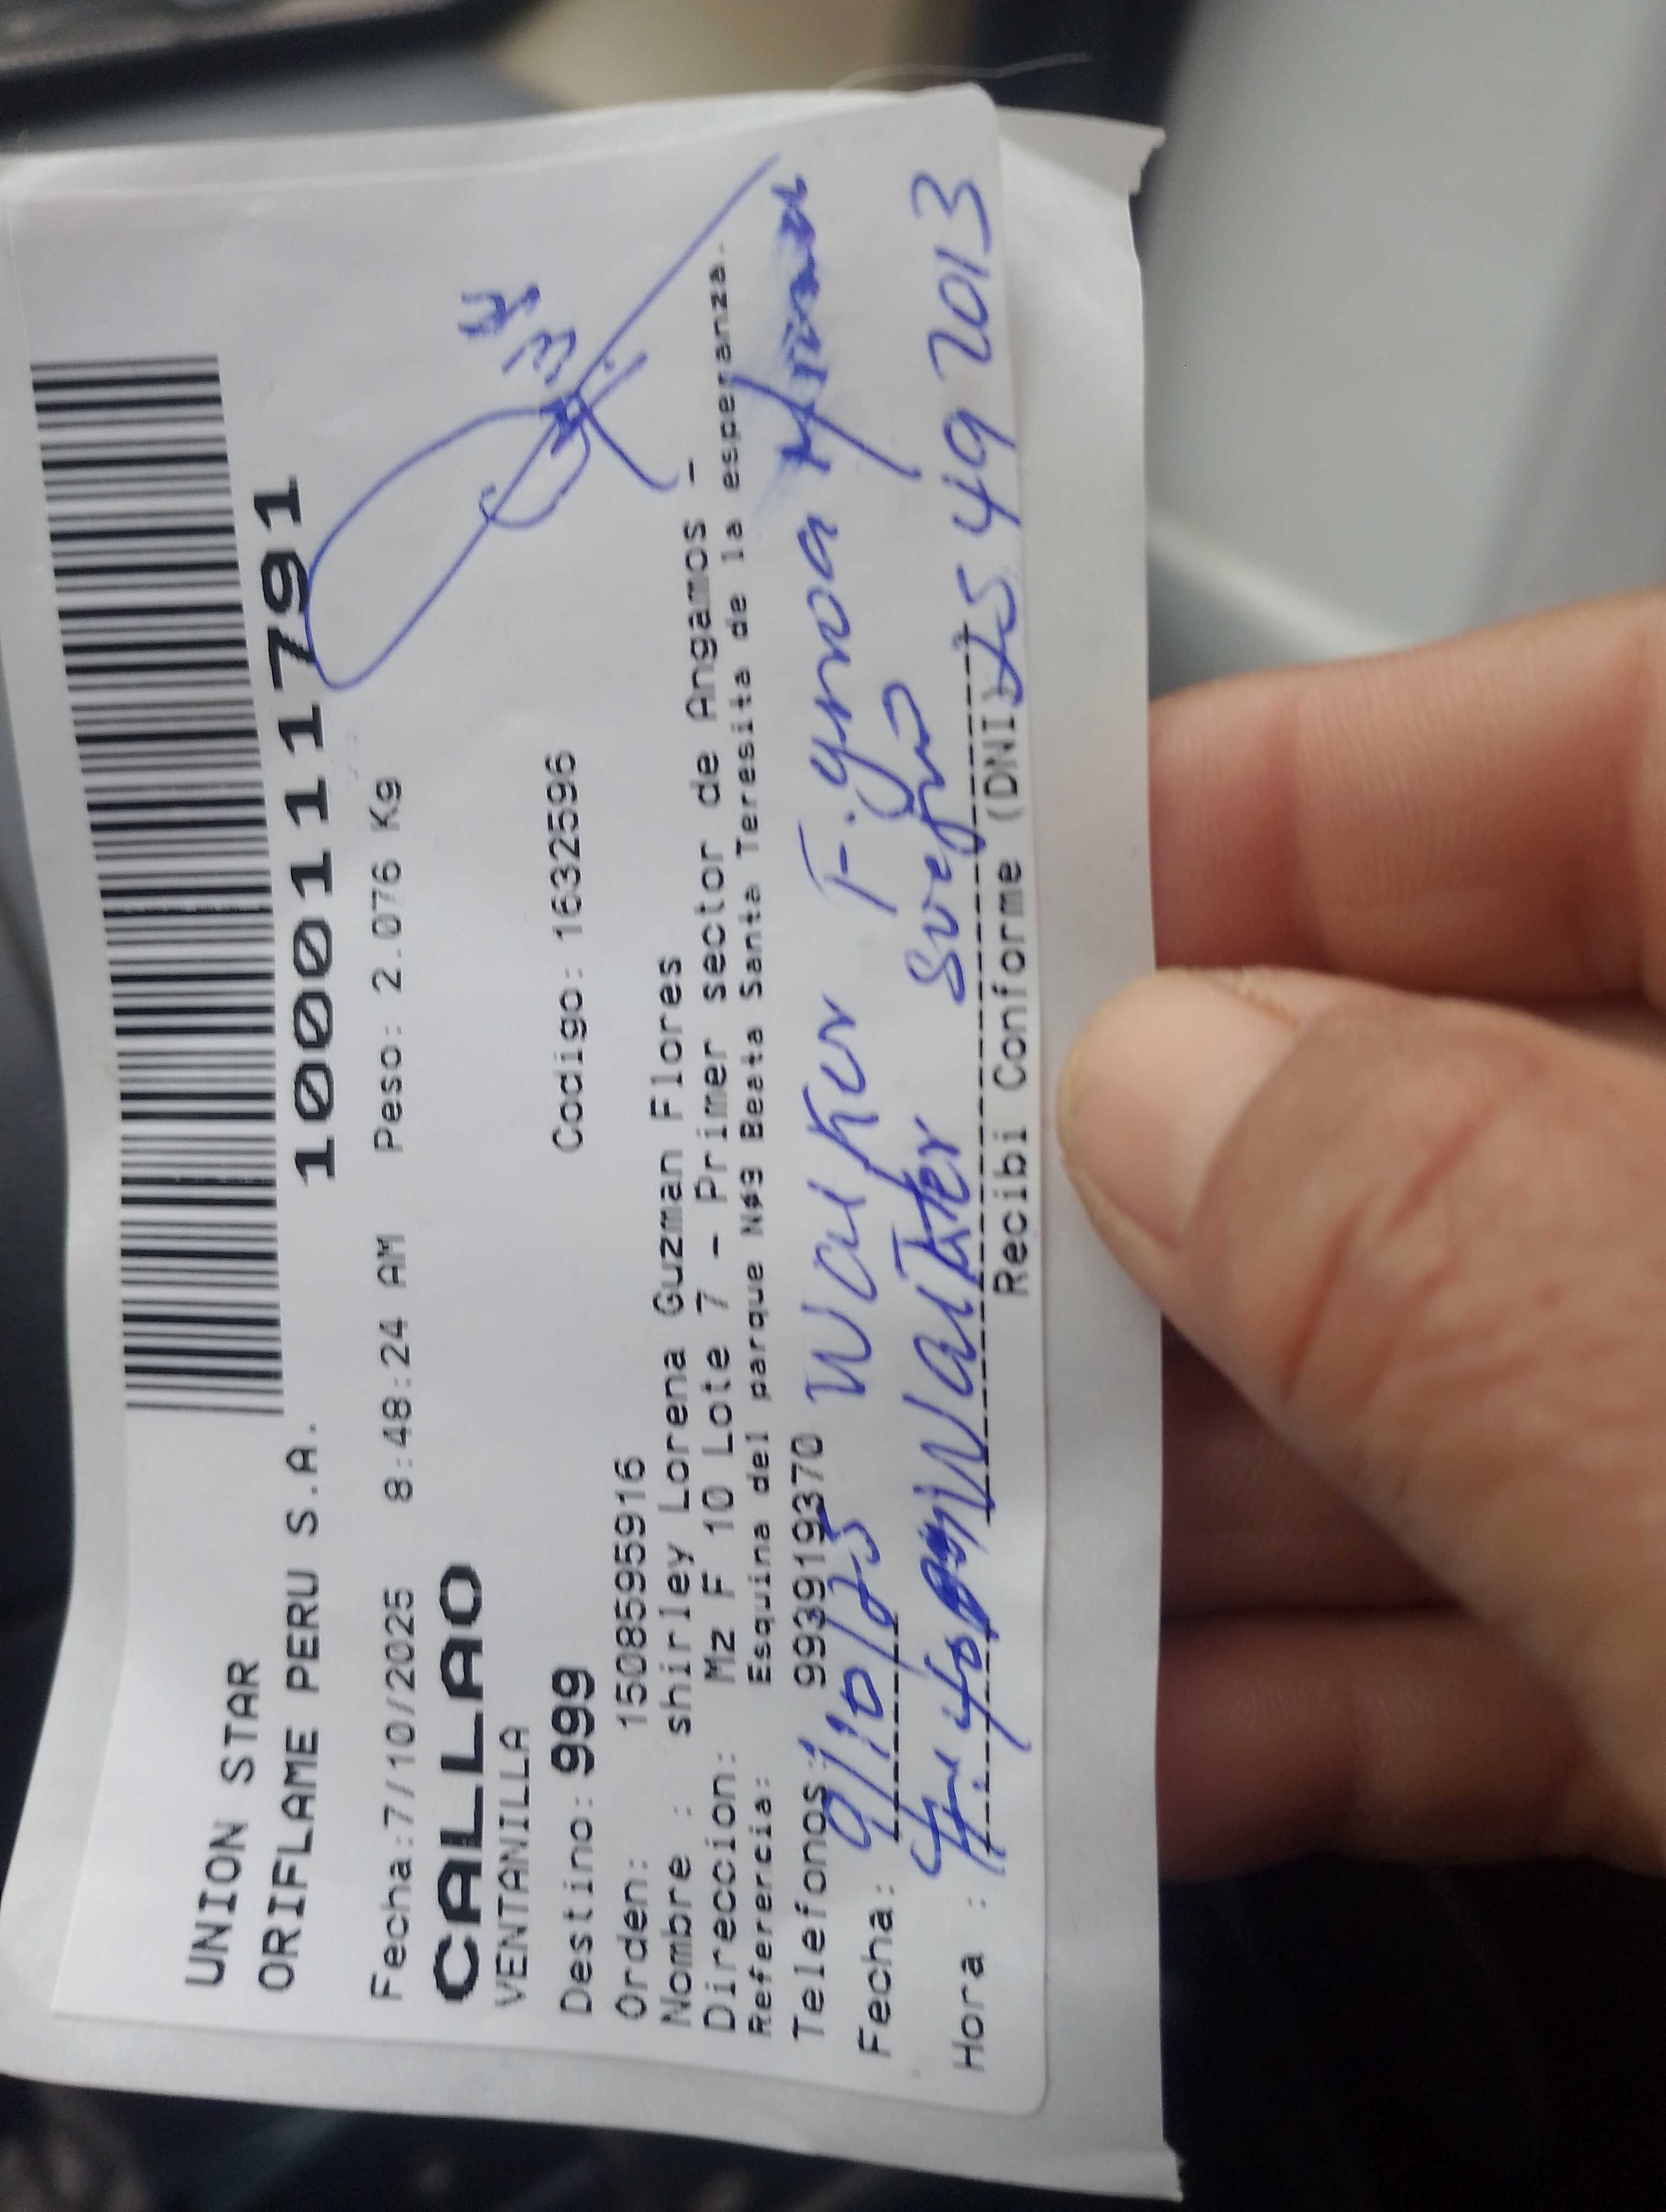 UNION STAR
ORIFLAME PERU S.A.
1000111791
Fecha:7/10/2025 8:48:24 AM Peso: 2.076 Kg
CALLAO
VENTANILLA
Destino: 999 Codigo: 1632596
Orden: 1508595916
Nombre : shirley Lorena Guzman Flores
Direccion: Mz F 10 Lote 7 - Primer sector de Angamos -
Referencia: Esquina del parque Nº9 Beata Santa Teresita de la esperanza.
Telefonos: 993919370
Fecha: 9/10/25
Hora :
Recibi Conforme (DNI)